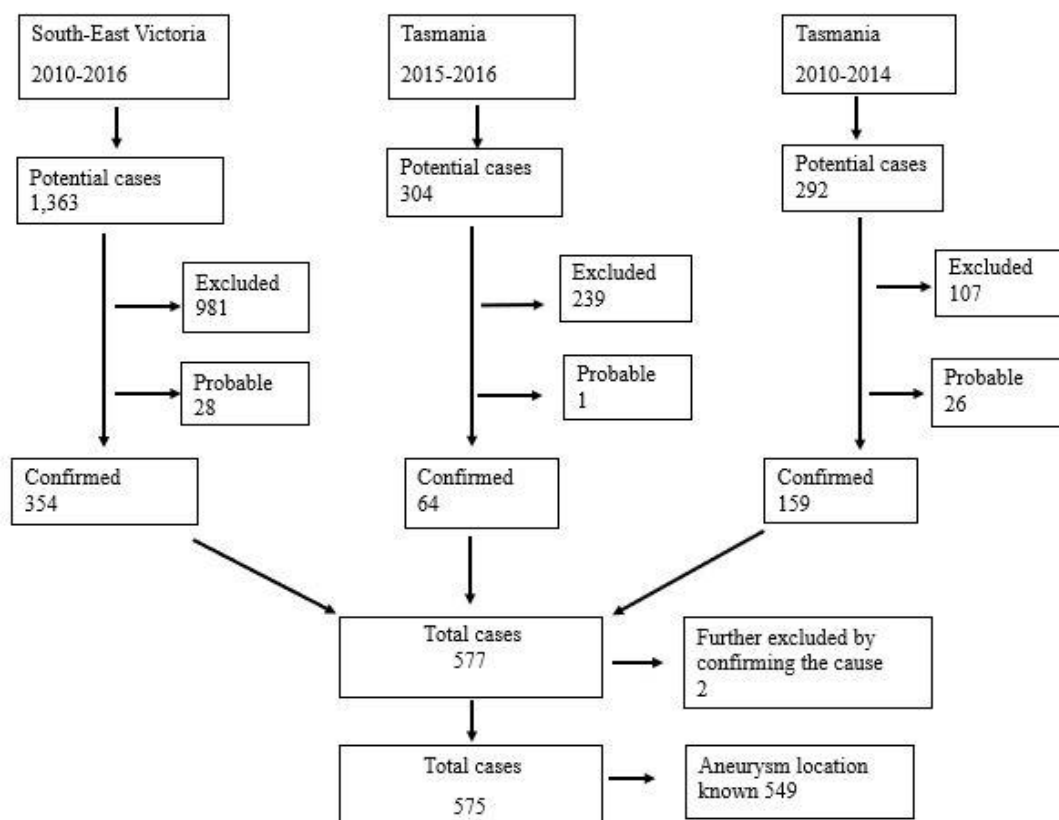 South-East Victoria
2010-2016
Tasmania
2015-2016
Tasmania
2010-2014
Potential cases
1,363
Potential cases
304
Potential cases
292
Excluded
981
Excluded
239
Excluded
107
Probable
28
Probable
1
Probable
26
Confirmed
354
Confirmed
64
Confirmed
159
Total cases
577
Further excluded by
confirming the cause
2
Total cases
575
Aneurysm location
known 549